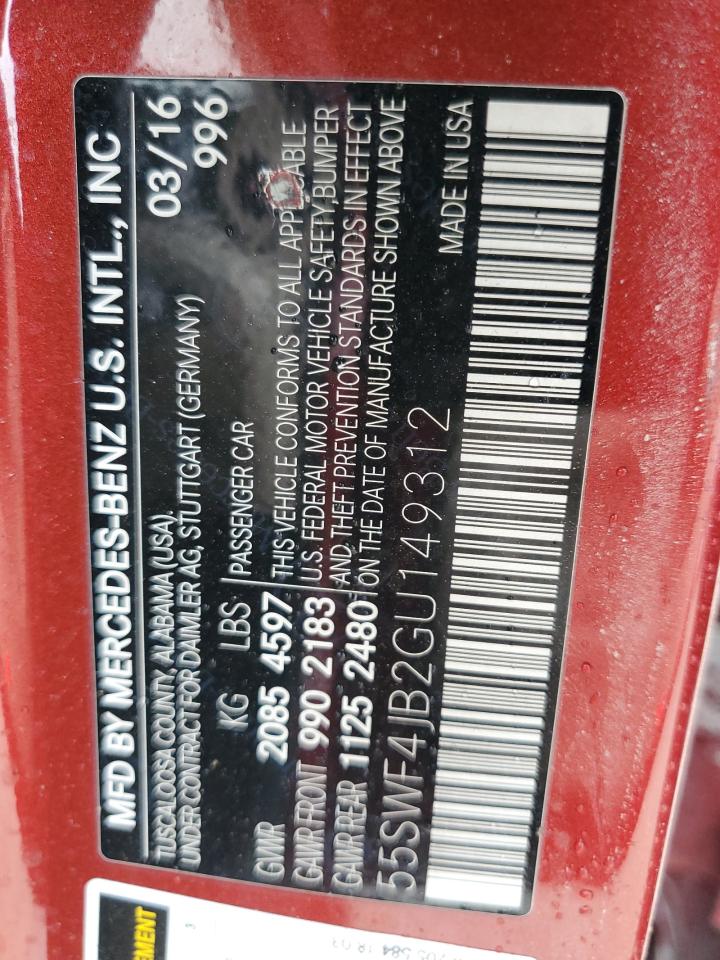 MFD BY MERCEDES-BENZ U.S. INTL., INC
TUSCALOOSA COUNTY, ALABAMA (USA), 03/16
UNDER CONTRACT FOR DAIMLER AG, STUTTGART (GERMANY) 996
KG LBS PASSENGER CAR
GVWR 2085 4597 THIS VEHICLE CONFORMS TO ALL
GAWR FRONT 990 2183 U.S. FEDERAL MOTOR VEHICLE SAFETY, BUMPER
GAWR REAR 1125 2480 AND THEFT PREVENTION STANDARDS IN EFFECT
ON THE DATE OF MANUFACTURE SHOWN ABOVE
55SWF4JB2GU149312 MADE IN USA